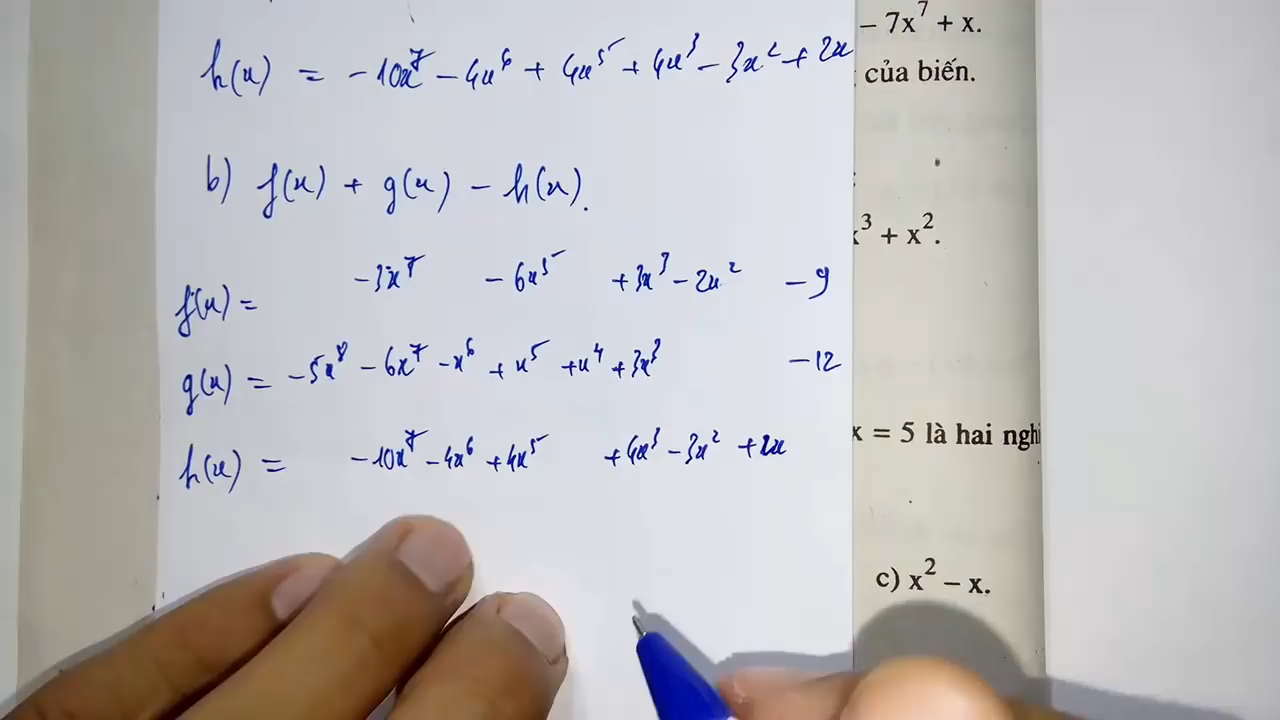 − 7x⁷ + x.
h(x) = −10x⁷ − 4x⁶ + 4x⁵ + 4x³ − 3x² + 2x
của biến.
b) f(x) + g(x) − h(x).
x³ + x².
f(x) = −3x⁷ − 6x⁵ + 3x³ − 2x² − 9
g(x) = −5x⁸ − 6x⁷ − x⁶ + x⁵ + x⁴ + 3x³ − 12
x = 5 là hai
h(x) = −10x⁷ − 4x⁶ + 4x⁵ + 4x³ − 3x² + 2x
c) x² − x.